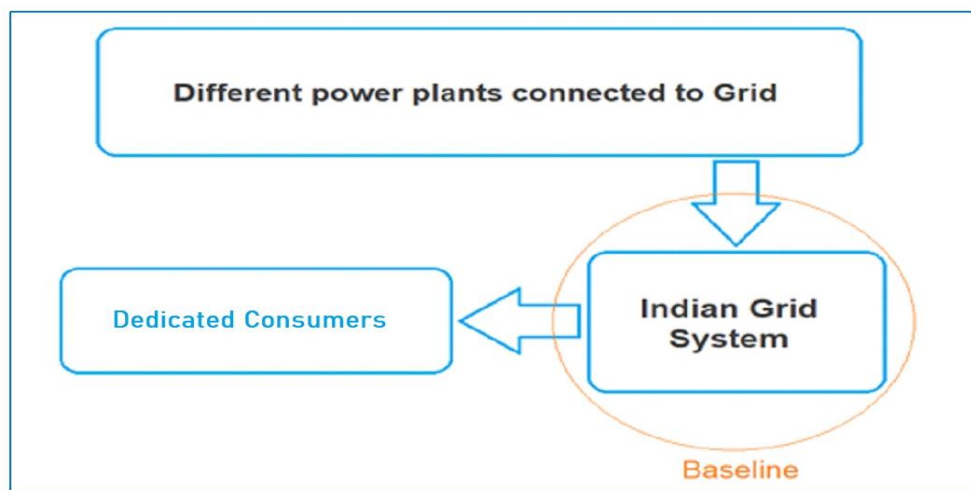 Different power plants connected to Grid
Dedicated Consumers
Indian Grid
System
Baseline